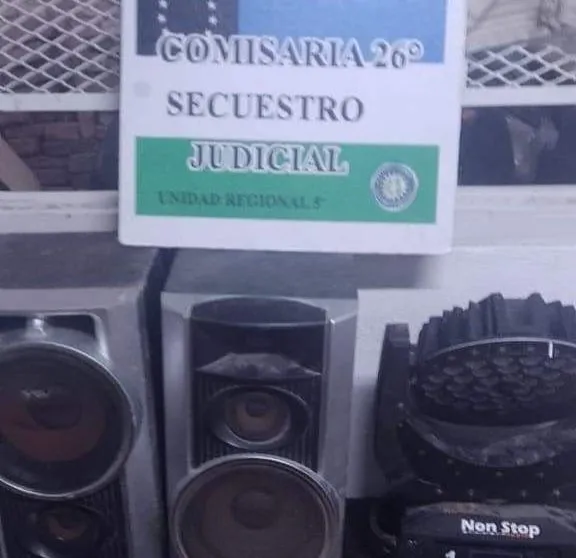 COMISARIA 26°
SECUESTRO
JUDICIAL
UNIDAD REGIONAL 5°
Non Stop